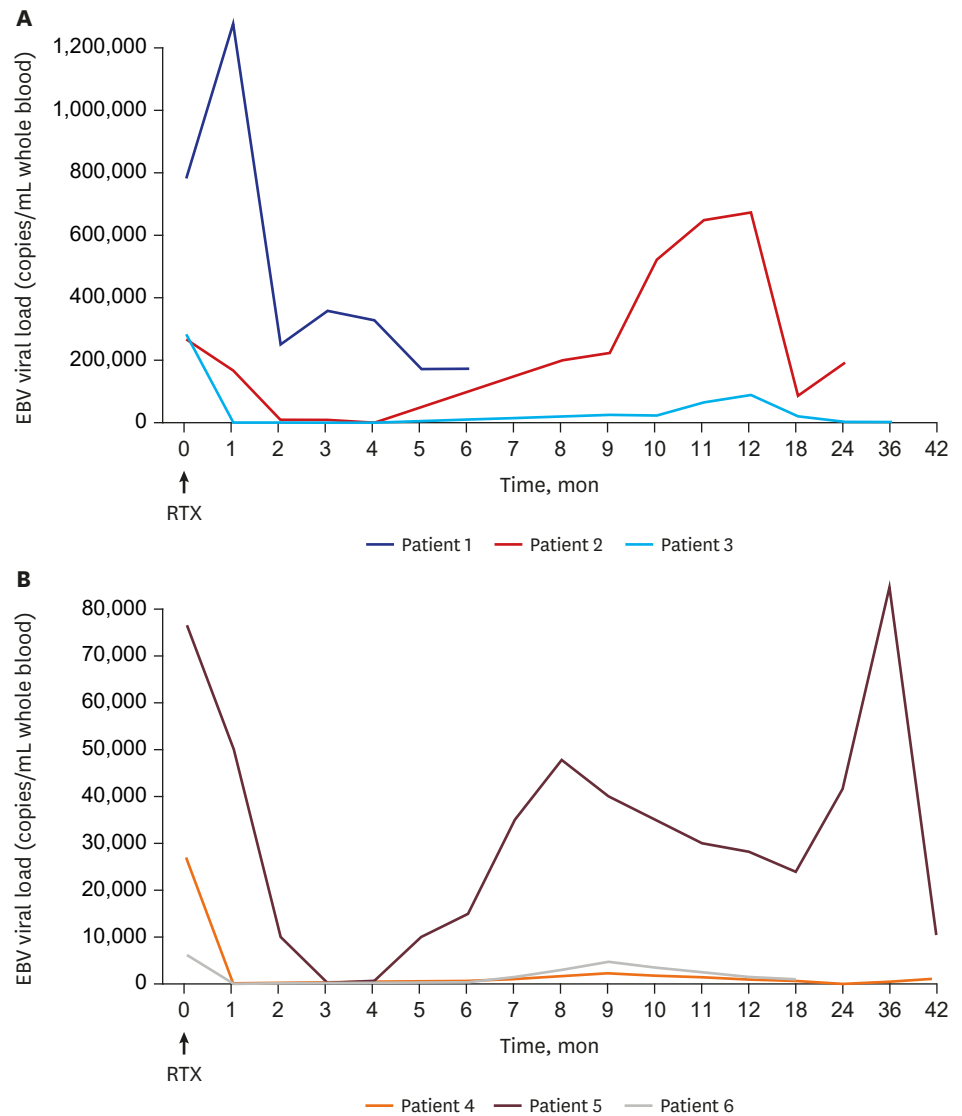 A
EBV viral load (copies/mL whole blood)
1,200,000
1,000,000
800,000
600,000
400,000
200,000
0
0 1 2 3 4 5 6 7 8 9 10 11 12 18 24 36 42
RTX
Time, mon
Patient 1 Patient 2 Patient 3
B
EBV viral load (copies/mL whole blood)
80,000
70,000
60,000
50,000
40,000
30,000
20,000
10,000
0
0 1 2 3 4 5 6 7 8 9 10 11 12 18 24 36 42
RTX
Time, mon
Patient 4 Patient 5 Patient 6